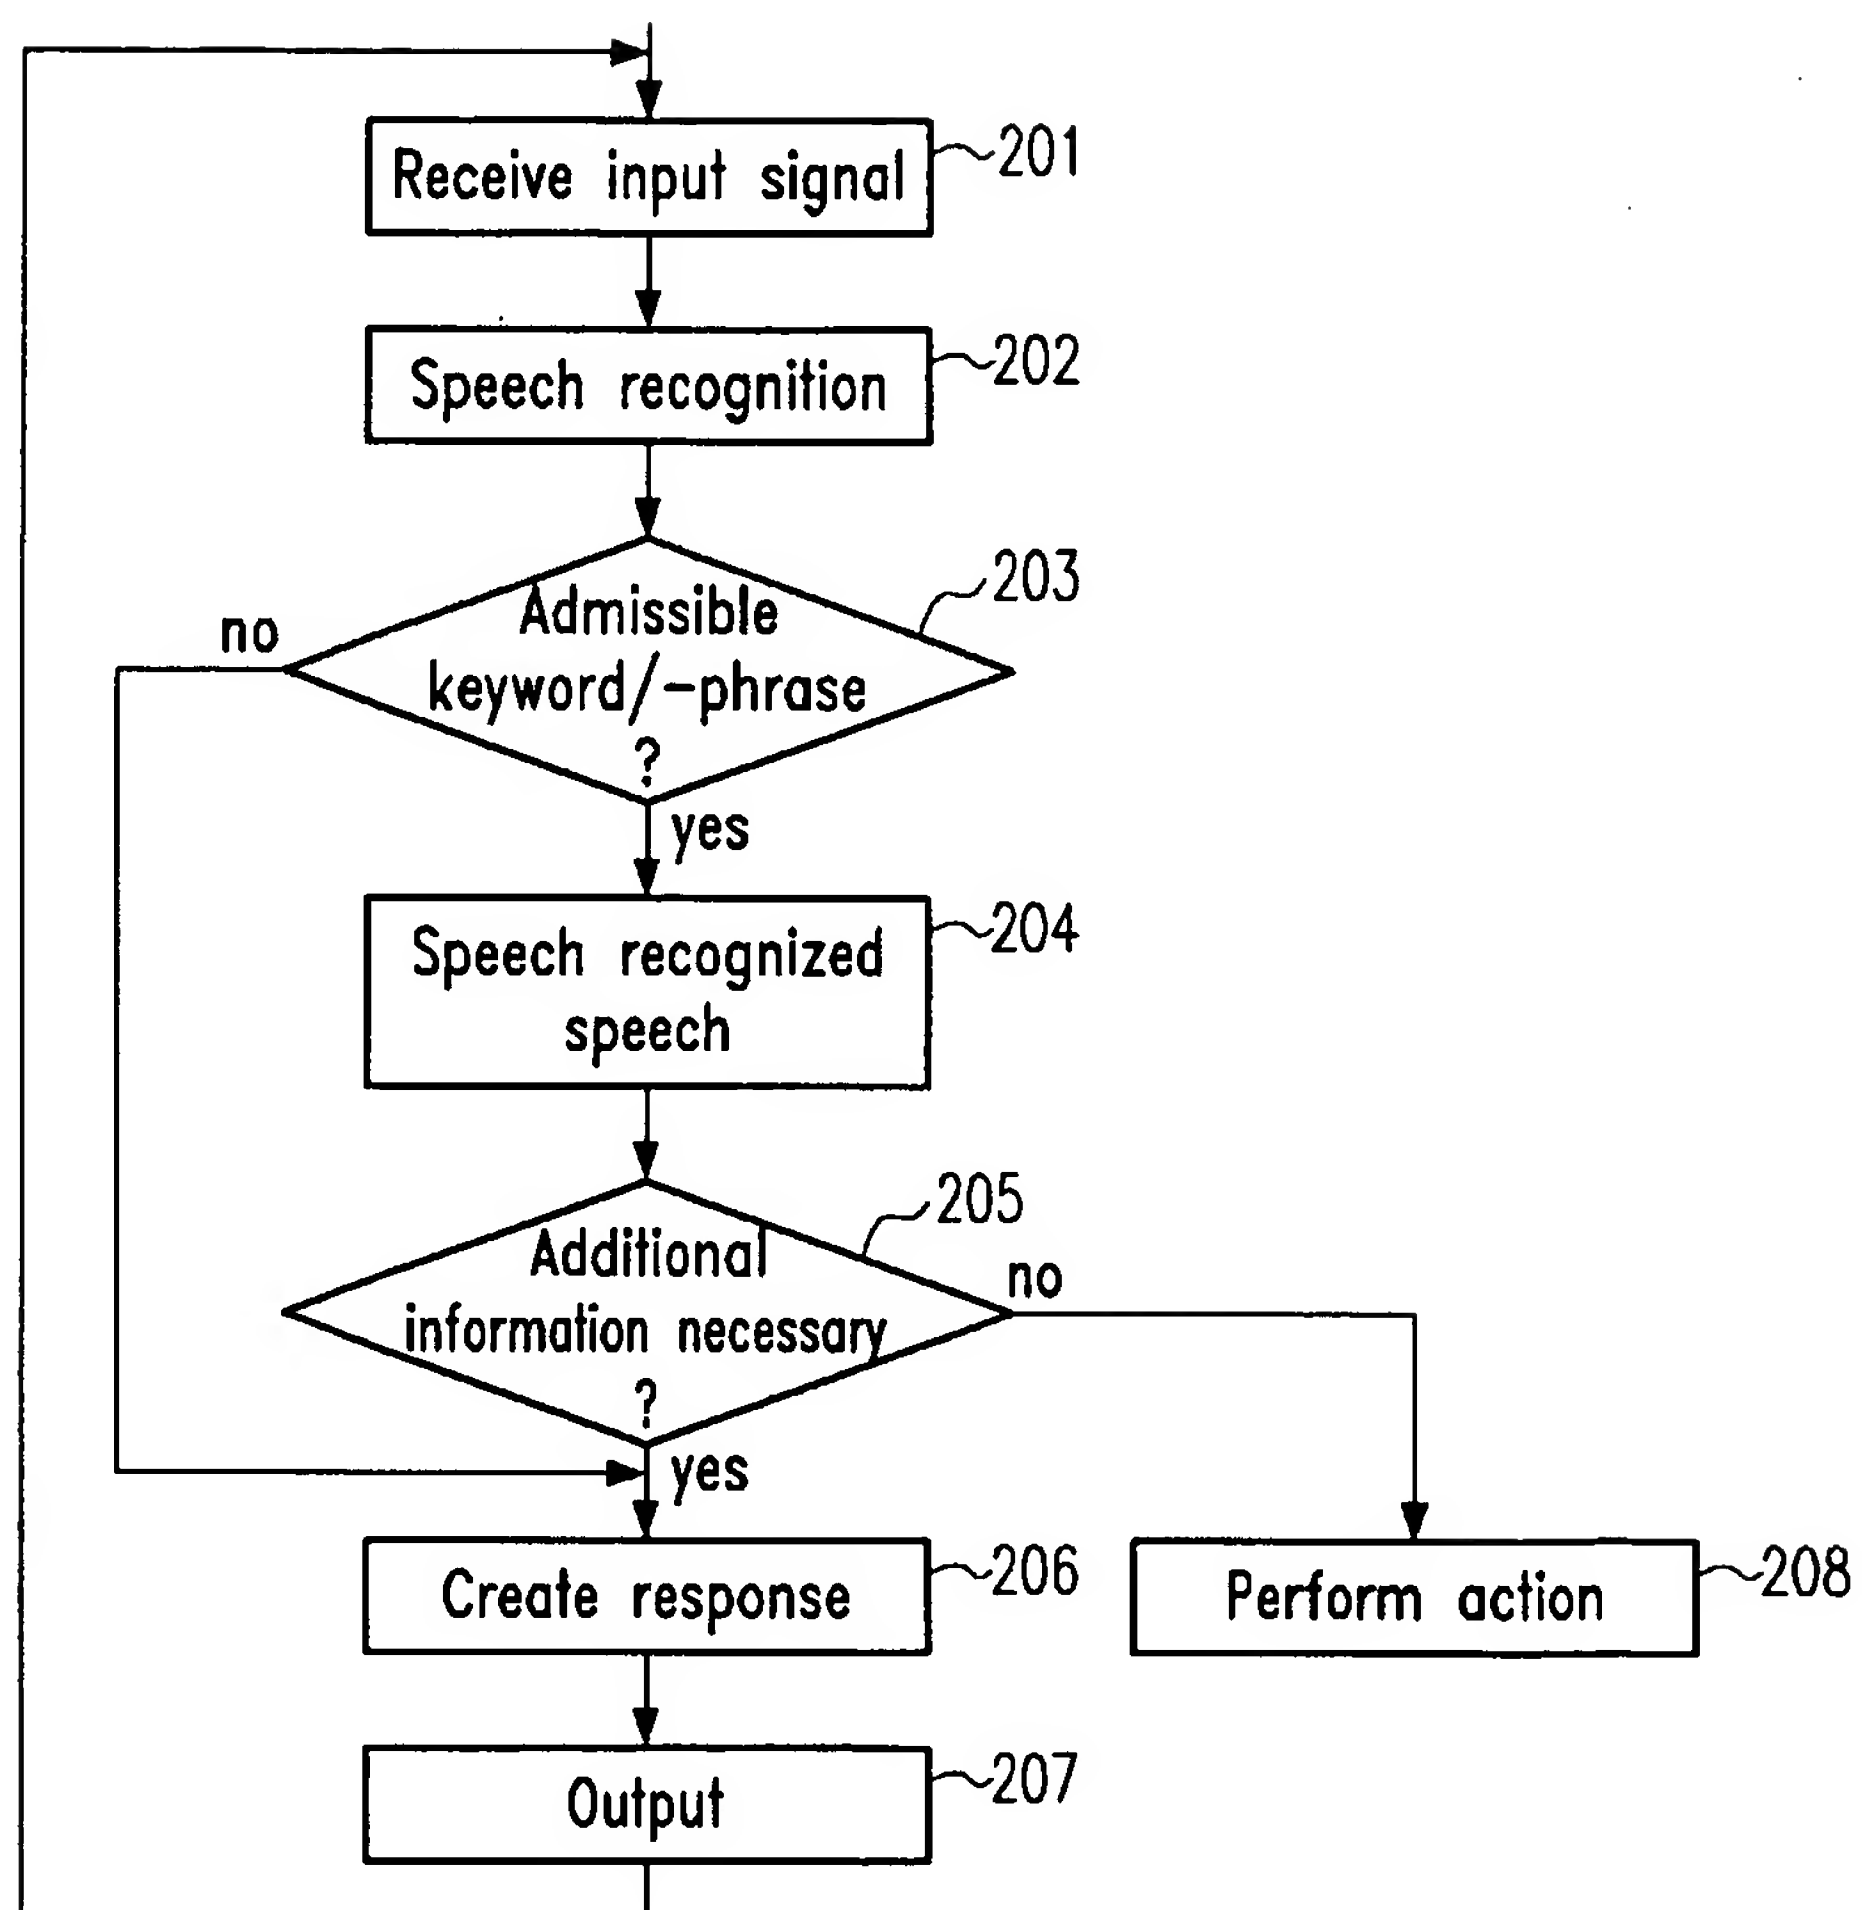 Receive input signal
201
Speech recognition
202
Admissible
keyword/-phrase
?
203
no
yes
Speech recognized
speech
204
Additional
information necessary
?
205
no
yes
Create response
206
Perform action
208
Output
207